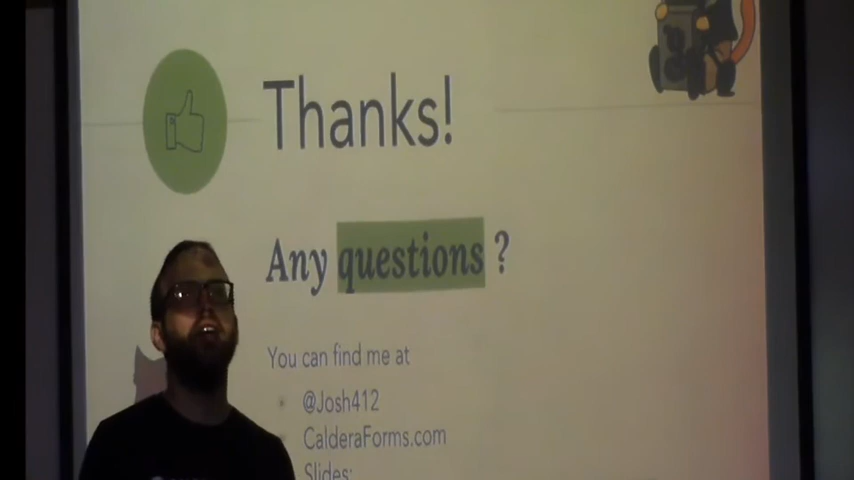 Thanks!
Any questions ?
You can find me at
@Josh412
CalderaForms.com
Slides: